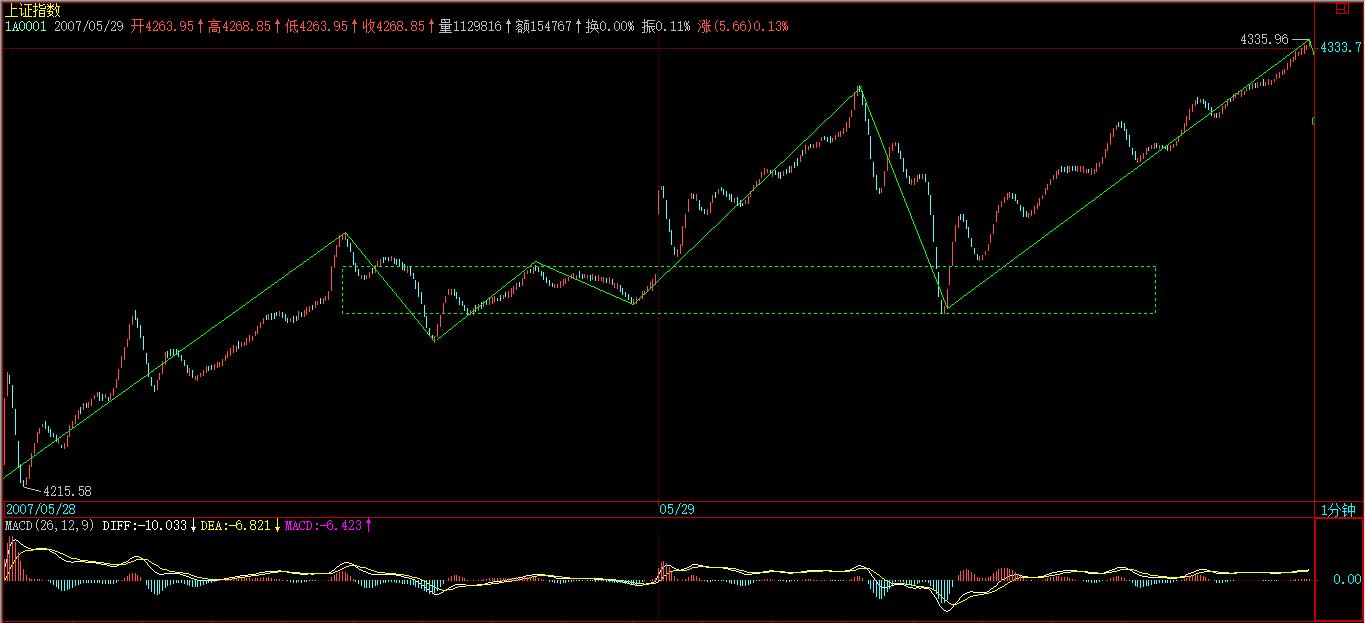 上证指数
1A0001 2007/05/29 开4263.95↑高4268.85↑低4263.95↑收4268.85↑量1129816↑额154767↑换0.00% 振0.11% 涨(5.66)0.13%
4335.96
4333.7
4215.58
2007/05/28 05/29 1分钟
MACD(26,12,9) DIFF:-10.033↓DEA:-6.821↓MACD:-6.423↑
0.00